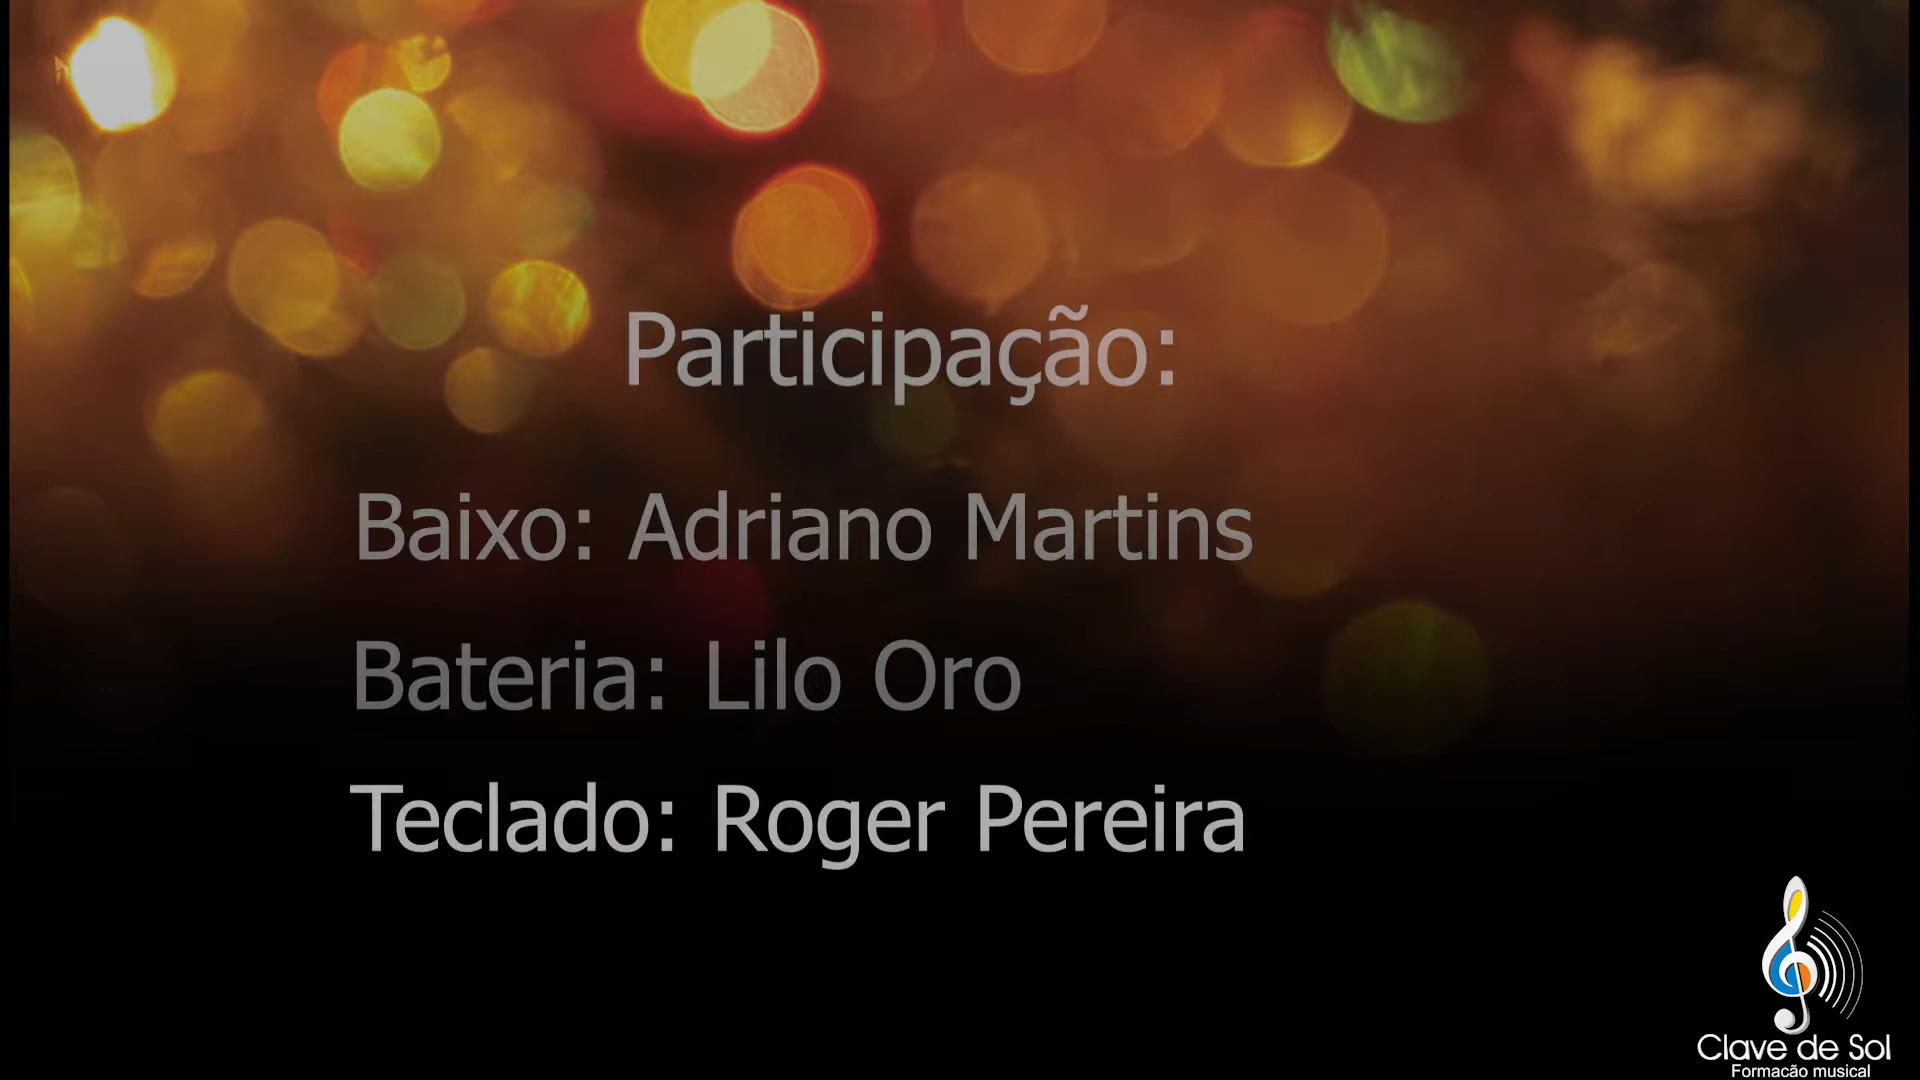 Participação:
Baixo: Adriano Martins
Bateria: Lilo Oro
Teclado: Roger Pereira
Clave de Sol
Formacão musical